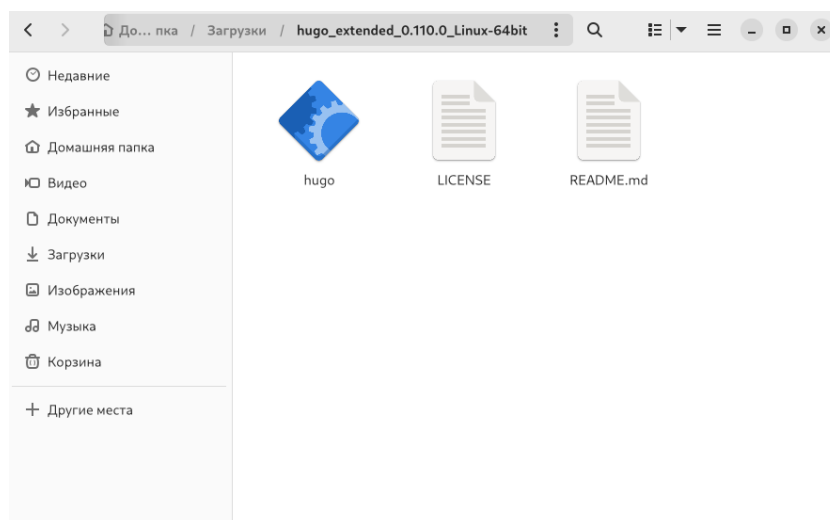 До... пка / Загрузки / hugo_extended_0.110.0_Linux-64bit
Недавние
Избранные
Домашняя папка
Видео
Документы
Загрузки
Изображения
Музыка
Корзина
Другие места
hugo
LICENSE
README.md